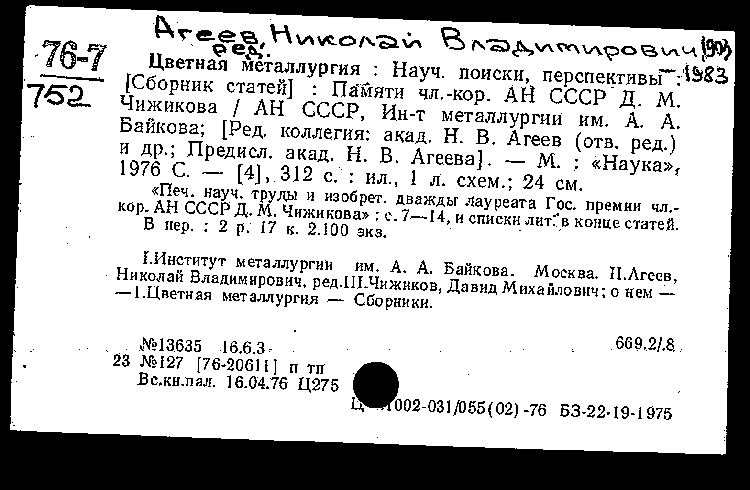 Агеев, Николай Владимирович (1903
76-7 ред. 1983
752
Цветная металлургия : Науч. поиски, перспективы :
[Сборник статей] : Памяти чл.-кор. АН СССР Д. М.
Чижикова / АН СССР, Ин-т металлургии им. А. А.
Байкова; [Ред. коллегия: акад. Н. В. Агеев (отв. ред.)
и др.; Предисл. акад. Н. В. Агеева]. — М. : «Наука»,
1976 С. — [4], 312 с. : ил., 1 л. схем.; 24 см.
«Печ. науч. труды и изобрет. дважды лауреата Гос. премии чл.-
кор. АН СССР Д. М. Чижикова» : с. 7—14, и списки лит. в конце статей.
В пер. : 2 р. 17 к. 2.100 экз.
I.Институт металлургии им. А. А. Байкова. Москва. II.Агеев,
Николай Владимирович, ред.III.Чижиков, Давид Михайлович; о нем —
—1.Цветная металлургия — Сборники.
№13635 16.6.3 669.2/.8
23 №127 [76-20611] п тп
Вс.кн.пал. 16.04.76 Ц275
Ц 002-031/055(02)-76 БЗ-22-19-1975